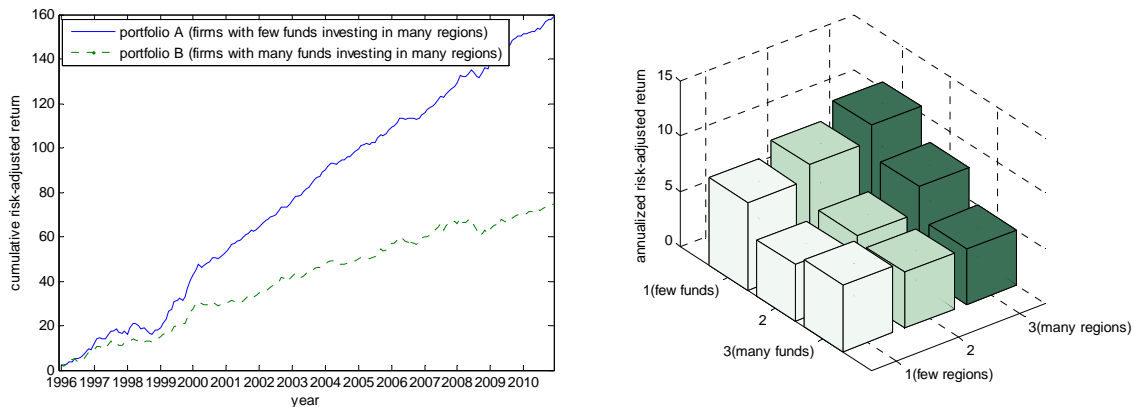 160
140
120
100
80
60
40
20
0
cumulative risk-adjusted return
portfolio A (firms with few funds investing in many regions)
portfolio B (firms with many funds investing in many regions)
1996 1997 1998 1999 2000 2001 2002 2003 2004 2005 2006 2007 2008 2009 2010
year
15
10
5
0
annualized risk-adjusted return
1(few funds)
2
3(many funds)
3(many regions)
2
1(few regions)